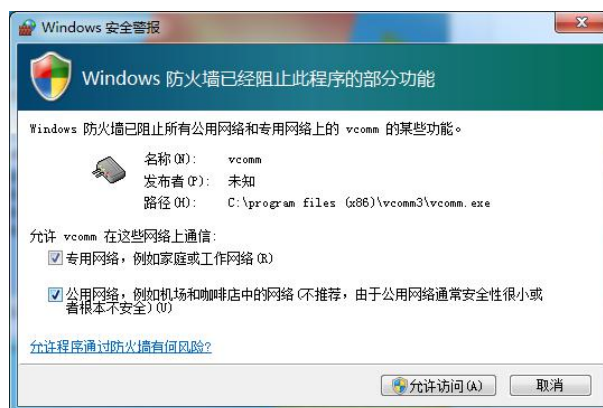 Windows 安全警报
Windows 防火墙已经阻止此程序的部分功能
Windows 防火墙已阻止所有公用网络和专用网络上的 vcomm 的某些功能。
名称(N): vcomm
发布者(P): 未知
路径(H): C:\program files (x86)\vcomm3\vcomm.exe
允许 vcomm 在这些网络上通信:
专用网络，例如家庭或工作网络(R)
公用网络，例如机场和咖啡店中的网络(不推荐，由于公用网络通常安全性很小或
者根本不安全)(U)
允许程序通过防火墙有何风险?
允许访问(A) 取消